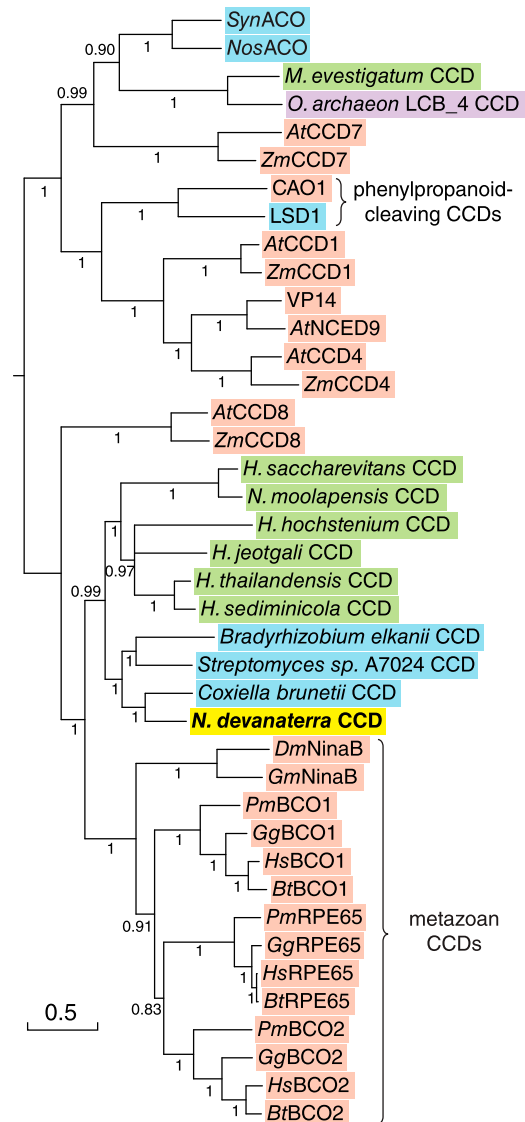 SynACO
NosACO
0.90
1
M. evestigatum CCD
0.99
1
O. archaeon LCB_4 CCD
AtCCD7
1
ZmCCD7
1
CAO1
phenylpropanoid-
cleaving CCDs
1
LSD1
AtCCD1
1
1
ZmCCD1
VP14
1
AtNCED9
1
AtCCD4
1
ZmCCD4
AtCCD8
1
ZmCCD8
H. saccharevitans CCD
1
N. moolapensis CCD
1
H. hochstenium CCD
H. jeotgali CCD
0.97
H. thailandensis CCD
0.99
1
H. sediminicola CCD
Bradyrhizobium elkanii CCD
1
Streptomyces sp. A7024 CCD
1
Coxiella brunetii CCD
1
N. devanaterra CCD
1
DmNinaB
1
GmNinaB
PmBCO1
GgBCO1
1
HsBCO1
1
1
BtBCO1
PmRPE65
metazoan
CCDs
0.91
GgRPE65
1
HsRPE65
1
1
BtRPE65
0.83
0.5
PmBCO2
GgBCO2
1
HsBCO2
1
1
BtBCO2